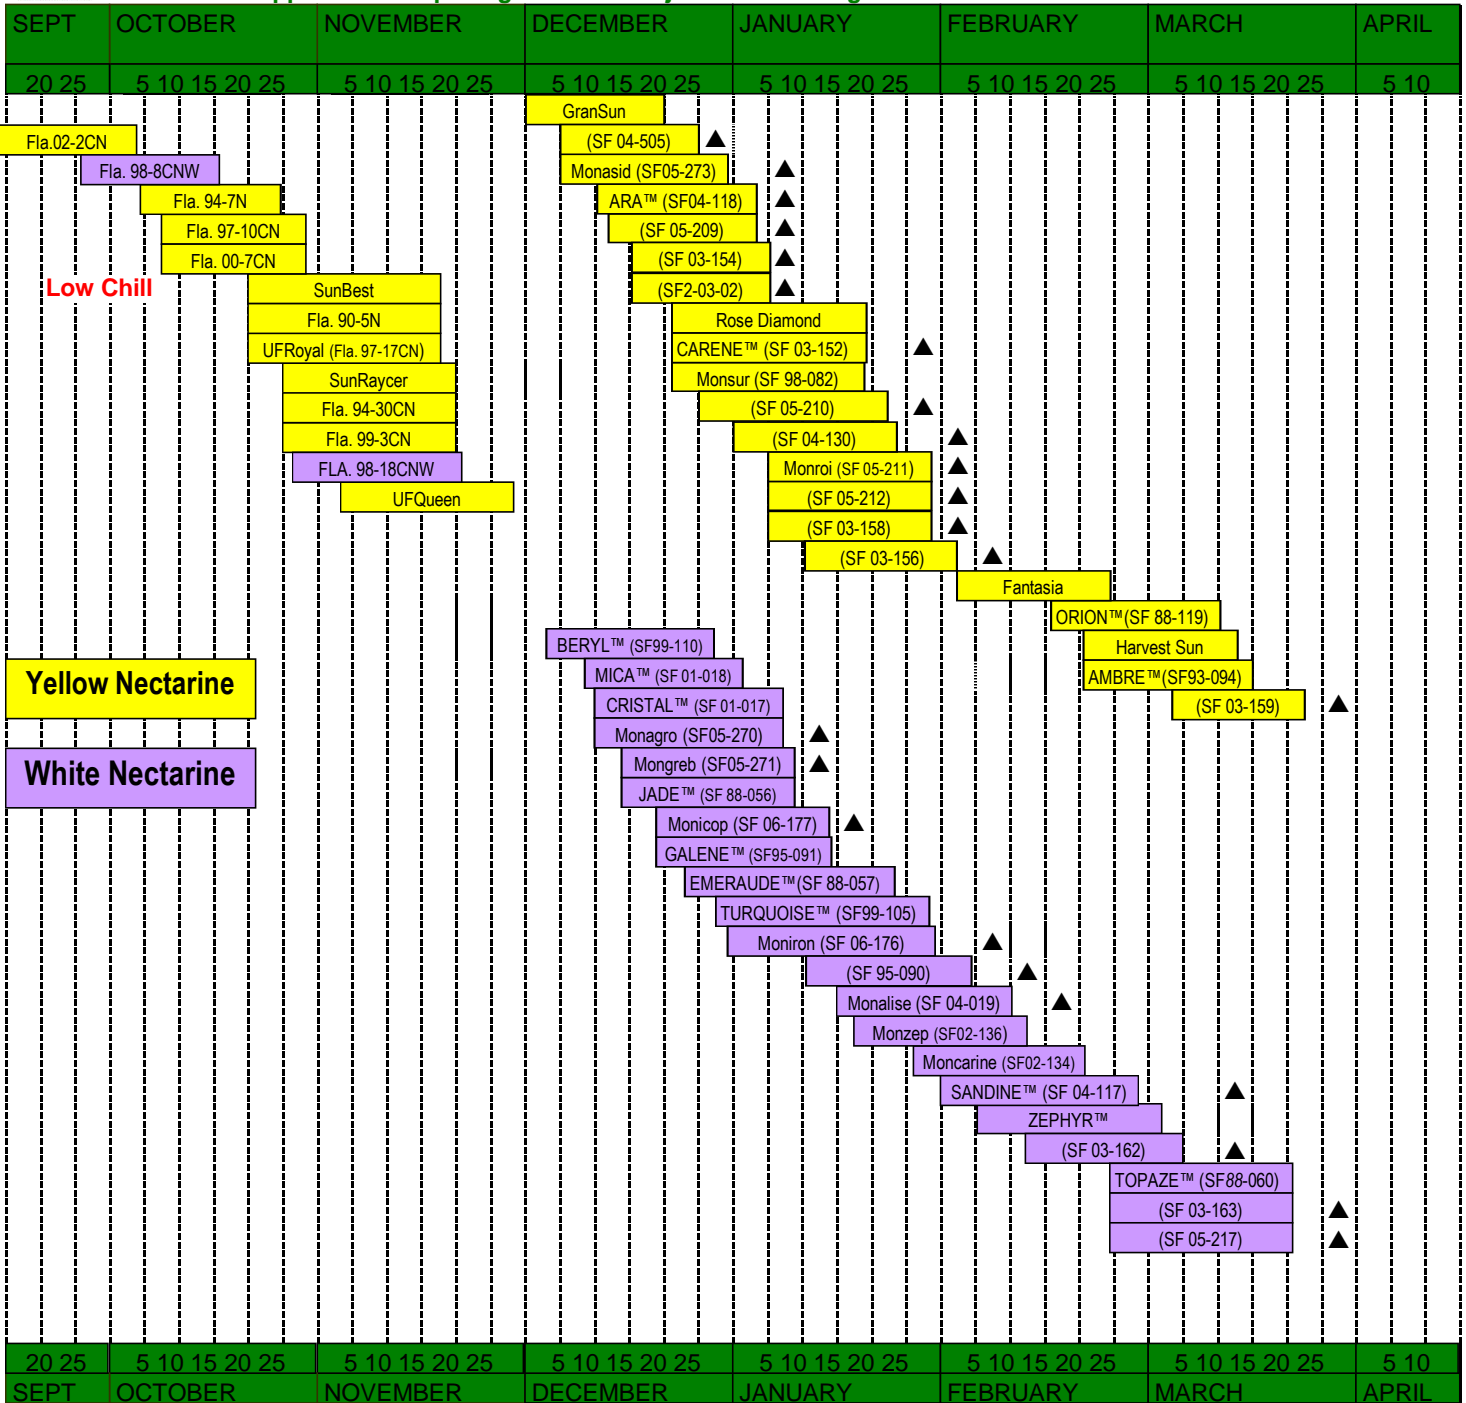 SEPT OCTOBER NOVEMBER DECEMBER JANUARY FEBRUARY MARCH APRIL
20 25 5 10 15 20 25 5 10 15 20 25 5 10 15 20 25 5 10 15 20 25 5 10 15 20 25 5 10 15 20 25 5 10
GranSun
Fla.02-2CN (SF 04-505) ▲
Fla. 98-8CNW Monasid (SF05-273) ▲
Fla. 94-7N ARA™ (SF04-118) ▲
Fla. 97-10CN (SF 05-209) ▲
Fla. 00-7CN (SF 03-154) ▲
Low Chill SunBest (SF2-03-02) ▲
Fla. 90-5N Rose Diamond
UFRoyal (Fla. 97-17CN) CARENE™ (SF 03-152) ▲
SunRaycer Monsur (SF 98-082)
Fla. 94-30CN (SF 05-210) ▲
Fla. 99-3CN (SF 04-130) ▲
FLA. 98-18CNW Monroi (SF 05-211) ▲
UFQueen (SF 05-212) ▲
(SF 03-158) ▲
(SF 03-156) ▲
Fantasia
ORION™(SF 88-119)
BERYL™ (SF99-110) Harvest Sun
Yellow Nectarine MICA™ (SF 01-018) AMBRE™(SF93-094)
CRISTAL™ (SF 01-017) (SF 03-159) ▲
Monagro (SF05-270) ▲
White Nectarine Mongreb (SF05-271) ▲
JADE™ (SF 88-056)
Monicop (SF 06-177) ▲
GALENE™ (SF95-091)
EMERAUDE™(SF 88-057)
TURQUOISE™ (SF99-105)
Moniron (SF 06-176) ▲
(SF 95-090) ▲
Monalise (SF 04-019) ▲
Monzep (SF02-136)
Moncarine (SF02-134)
SANDINE™ (SF 04-117) ▲
ZEPHYR™
(SF 03-162) ▲
TOPAZE™ (SF88-060)
(SF 03-163) ▲
(SF 05-217) ▲
20 25 5 10 15 20 25 5 10 15 20 25 5 10 15 20 25 5 10 15 20 25 5 10 15 20 25 5 10 15 20 25 5 10
SEPT OCTOBER NOVEMBER DECEMBER JANUARY FEBRUARY MARCH APRIL